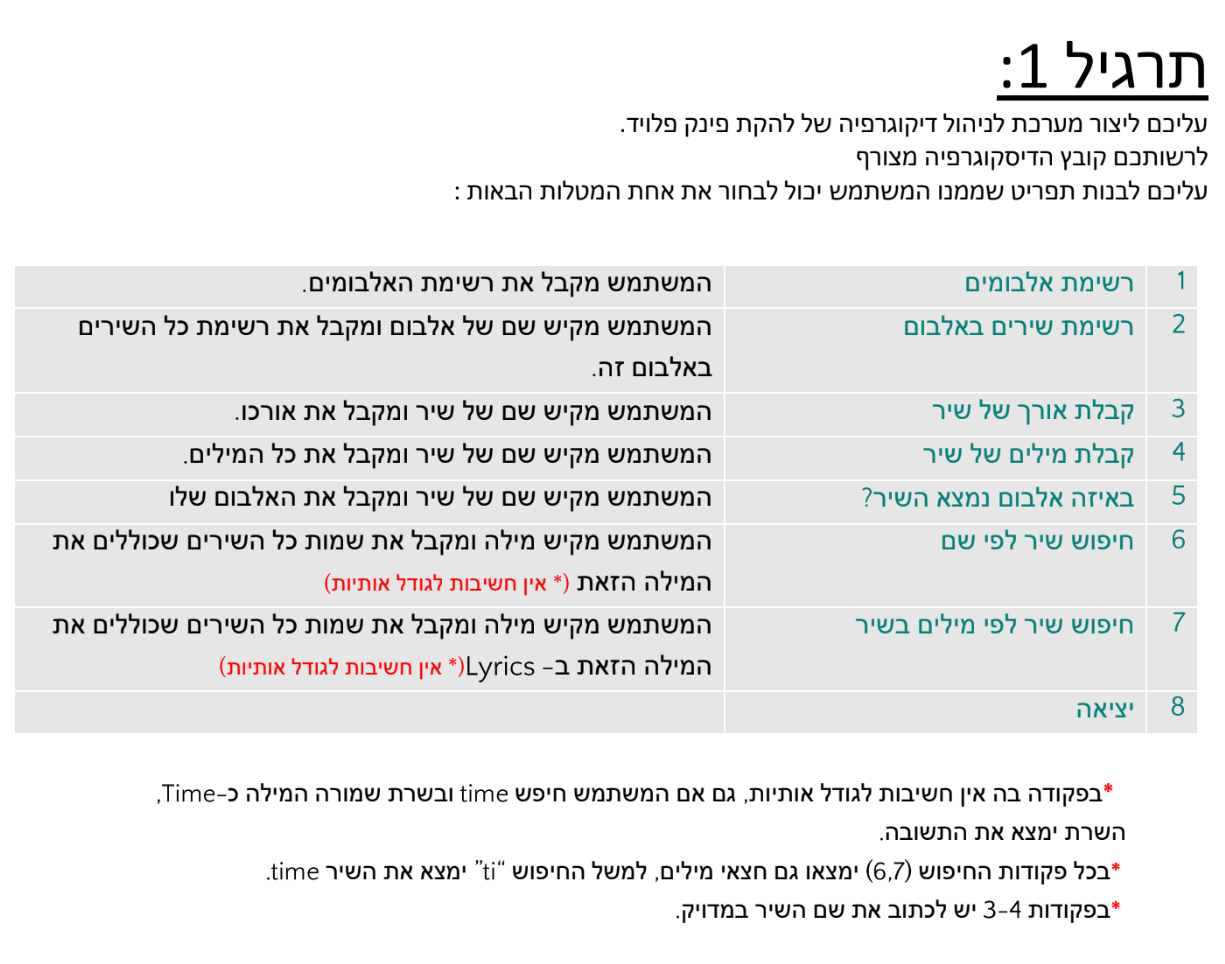 תרגיל 1:
עליכם ליצור מערכת לניהול דיקוגרפיה של להקת פינק פלויד.
לרשותכם קובץ הדיסקוגרפיה מצורף
עליכם לבנות תפריט שממנו המשתמש יכול לבחור את אחת המטלות הבאות :
1 רשימת אלבומים המשתמש מקבל את רשימת האלבומים.
2 רשימת שירים באלבום המשתמש מקיש שם של אלבום ומקבל את רשימת כל השירים
באלבום זה.
3 קבלת אורך של שיר המשתמש מקיש שם של שיר ומקבל את אורכו.
4 קבלת מילים של שיר המשתמש מקיש שם של שיר ומקבל את כל המילים.
5 באיזה אלבום נמצא השיר? המשתמש מקיש שם של שיר ומקבל את האלבום שלו
6 חיפוש שיר לפי שם המשתמש מקיש מילה ומקבל את שמות כל השירים שכוללים את
המילה הזאת (* אין חשיבות לגודל אותיות)
7 חיפוש שיר לפי מילים בשיר המשתמש מקיש מילה ומקבל את שמות כל השירים שכוללים את
המילה הזאת ב- Lyrics(* אין חשיבות לגודל אותיות)
8 יציאה
*בפקודה בה אין חשיבות לגודל אותיות, גם אם המשתמש חיפש time ובשרת שמורה המילה כ-Time,
השרת ימצא את התשובה.
*בכל פקודות החיפוש (6,7) ימצאו גם חצאי מילים, למשל החיפוש “ti” ימצא את השיר time.
*בפקודות 3-4 יש לכתוב את שם השיר במדויק.